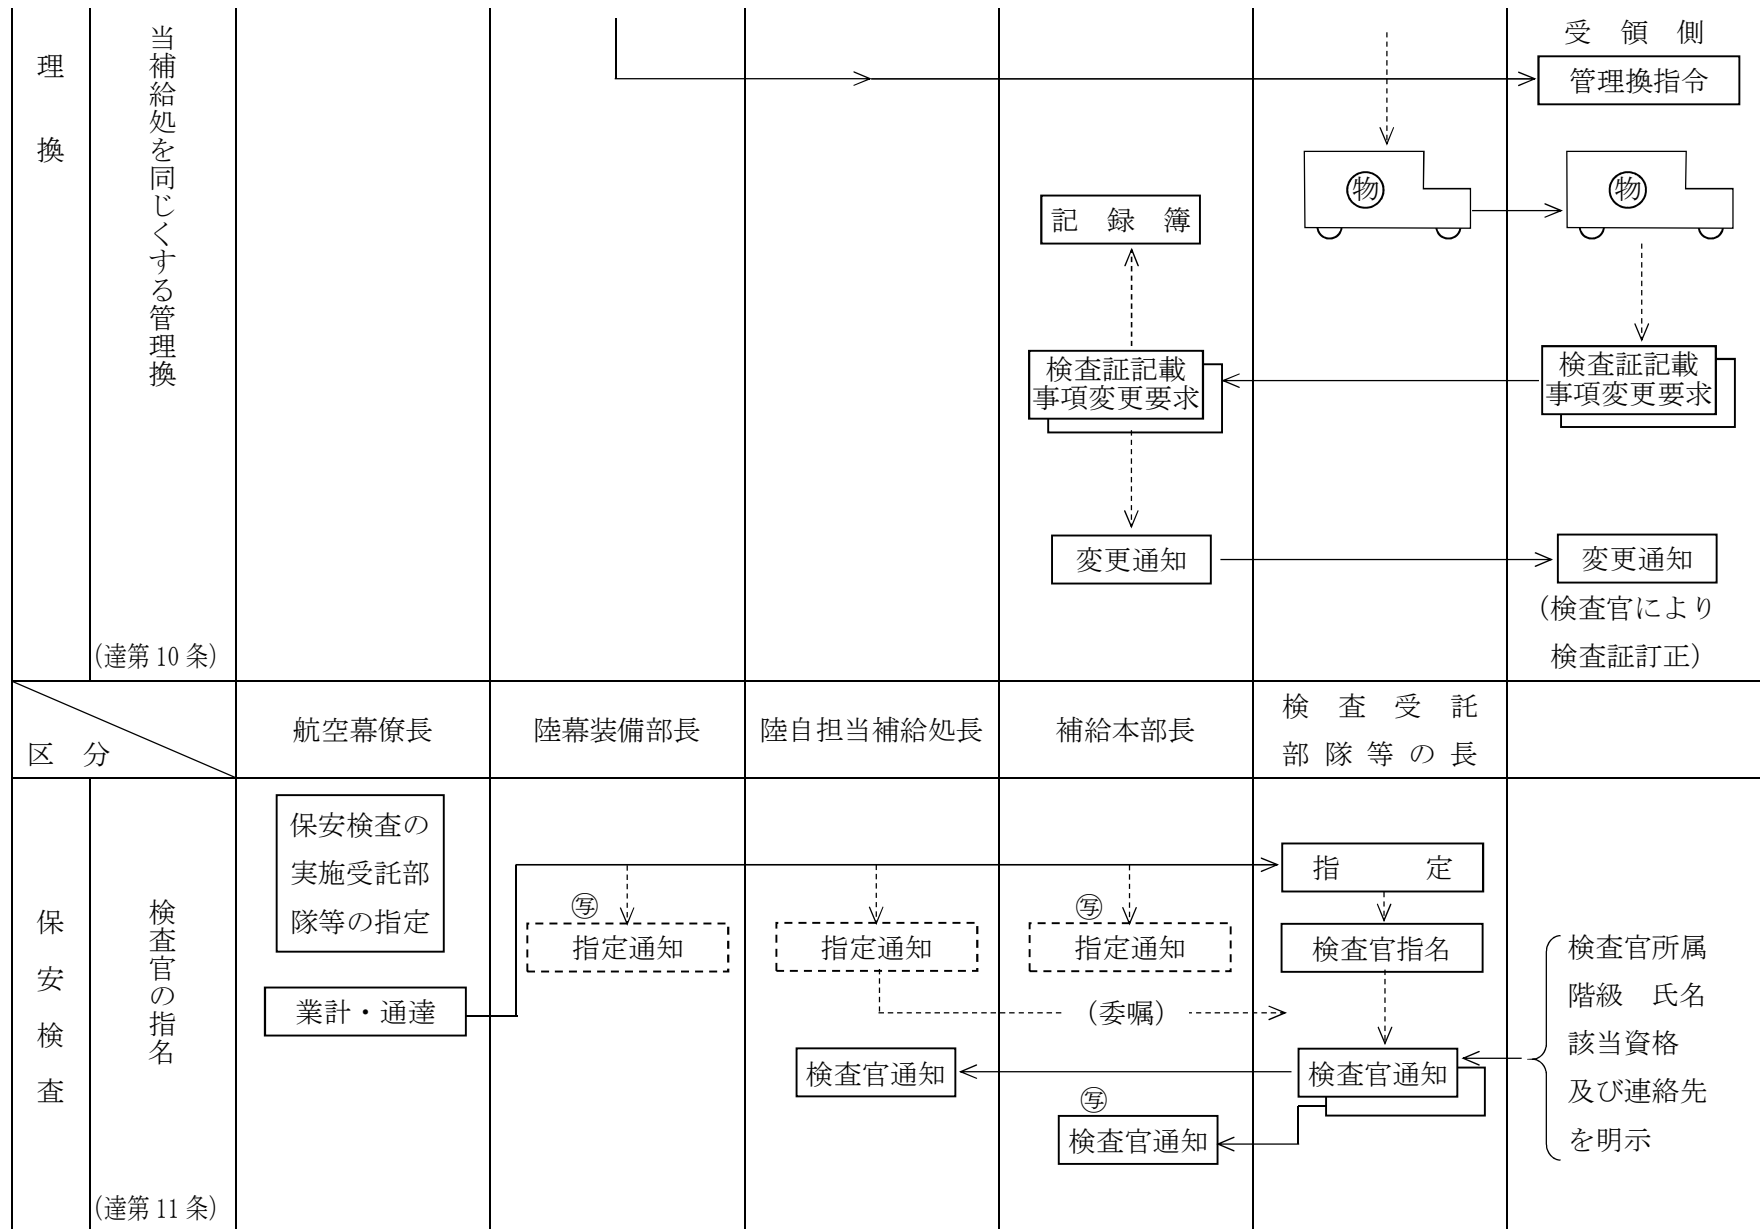 理換
当補給処を同じくする管理換
(達第10条)
受　領　側
管理換指令
物
物
記　録　簿
検査証記載
事項変更要求
検査証記載
事項変更要求
変更通知
変更通知
(検査官により
検査証訂正)
区　分
航空幕僚長
陸幕装備部長
陸自担当補給処長
補給本部長
検　査　受　託
部 隊 等 の 長
保安検査
検査官の指名
(達第11条)
保安検査の
実施受託部
隊等の指定
業計・通達
写
指定通知
指定通知
写
指定通知
指　　　定
検査官指名
(委嘱)
検査官通知
検査官通知
写
検査官通知
検査官所属
階級　氏名
該当資格
及び連絡先
を明示